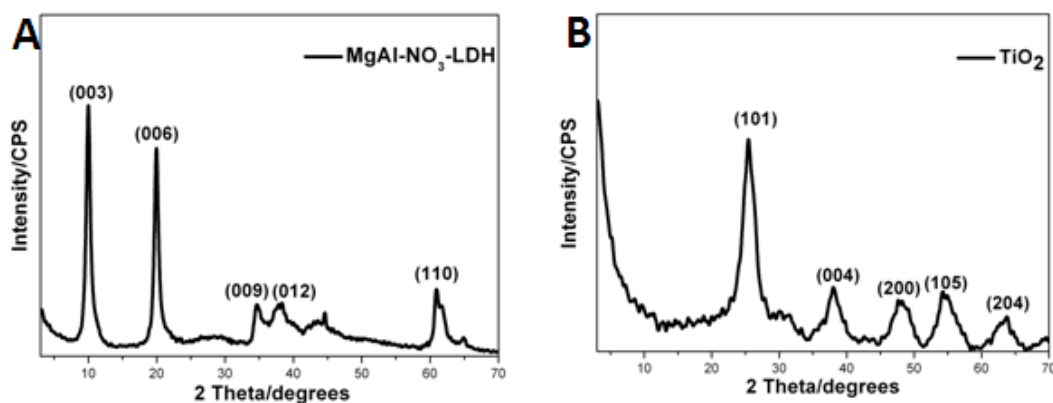 A
MgAl-NO3-LDH
(003)
(006)
(009) (012)
(110)
Intensity/CPS
10 20 30 40 50 60 70
2 Theta/degrees
B
TiO2
(101)
(004)
(200) (105)
(204)
Intensity/CPS
10 20 30 40 50 60 70
2 Theta/degrees